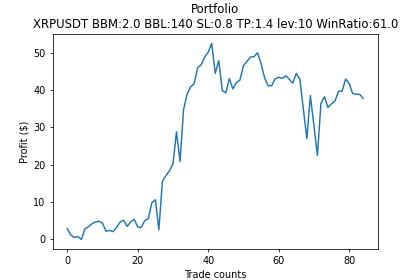 Portfolio
XRPUSDT BBM:2.0 BBL:140 SL:0.8 TP:1.4 lev:10 WinRatio:61.0
Profit ($)
50
40
30
20
10
0
0 20 40 60 80
Trade counts